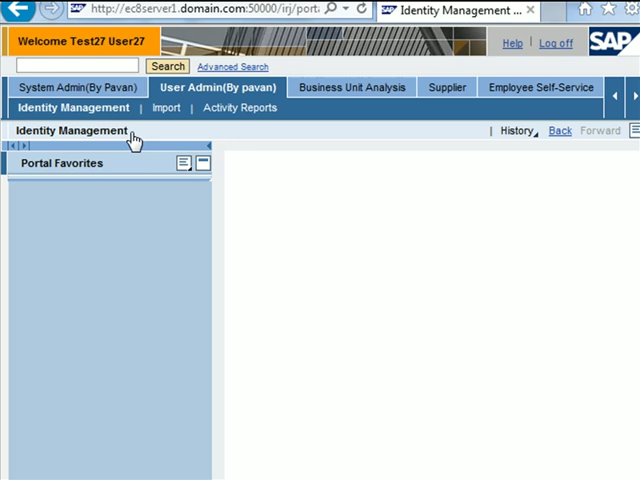 http://ec8server1.domain.com:50000/irj/port
SAP Identity Management ...
Welcome Test27 User27
Help | Log off
SAP
Search
Advanced Search
System Admin(By Pavan)
User Admin(By pavan)
Business Unit Analysis
Supplier
Employee Self-Service
Identity Management | Import | Activity Reports
Identity Management
| History Back Forward
Portal Favorites